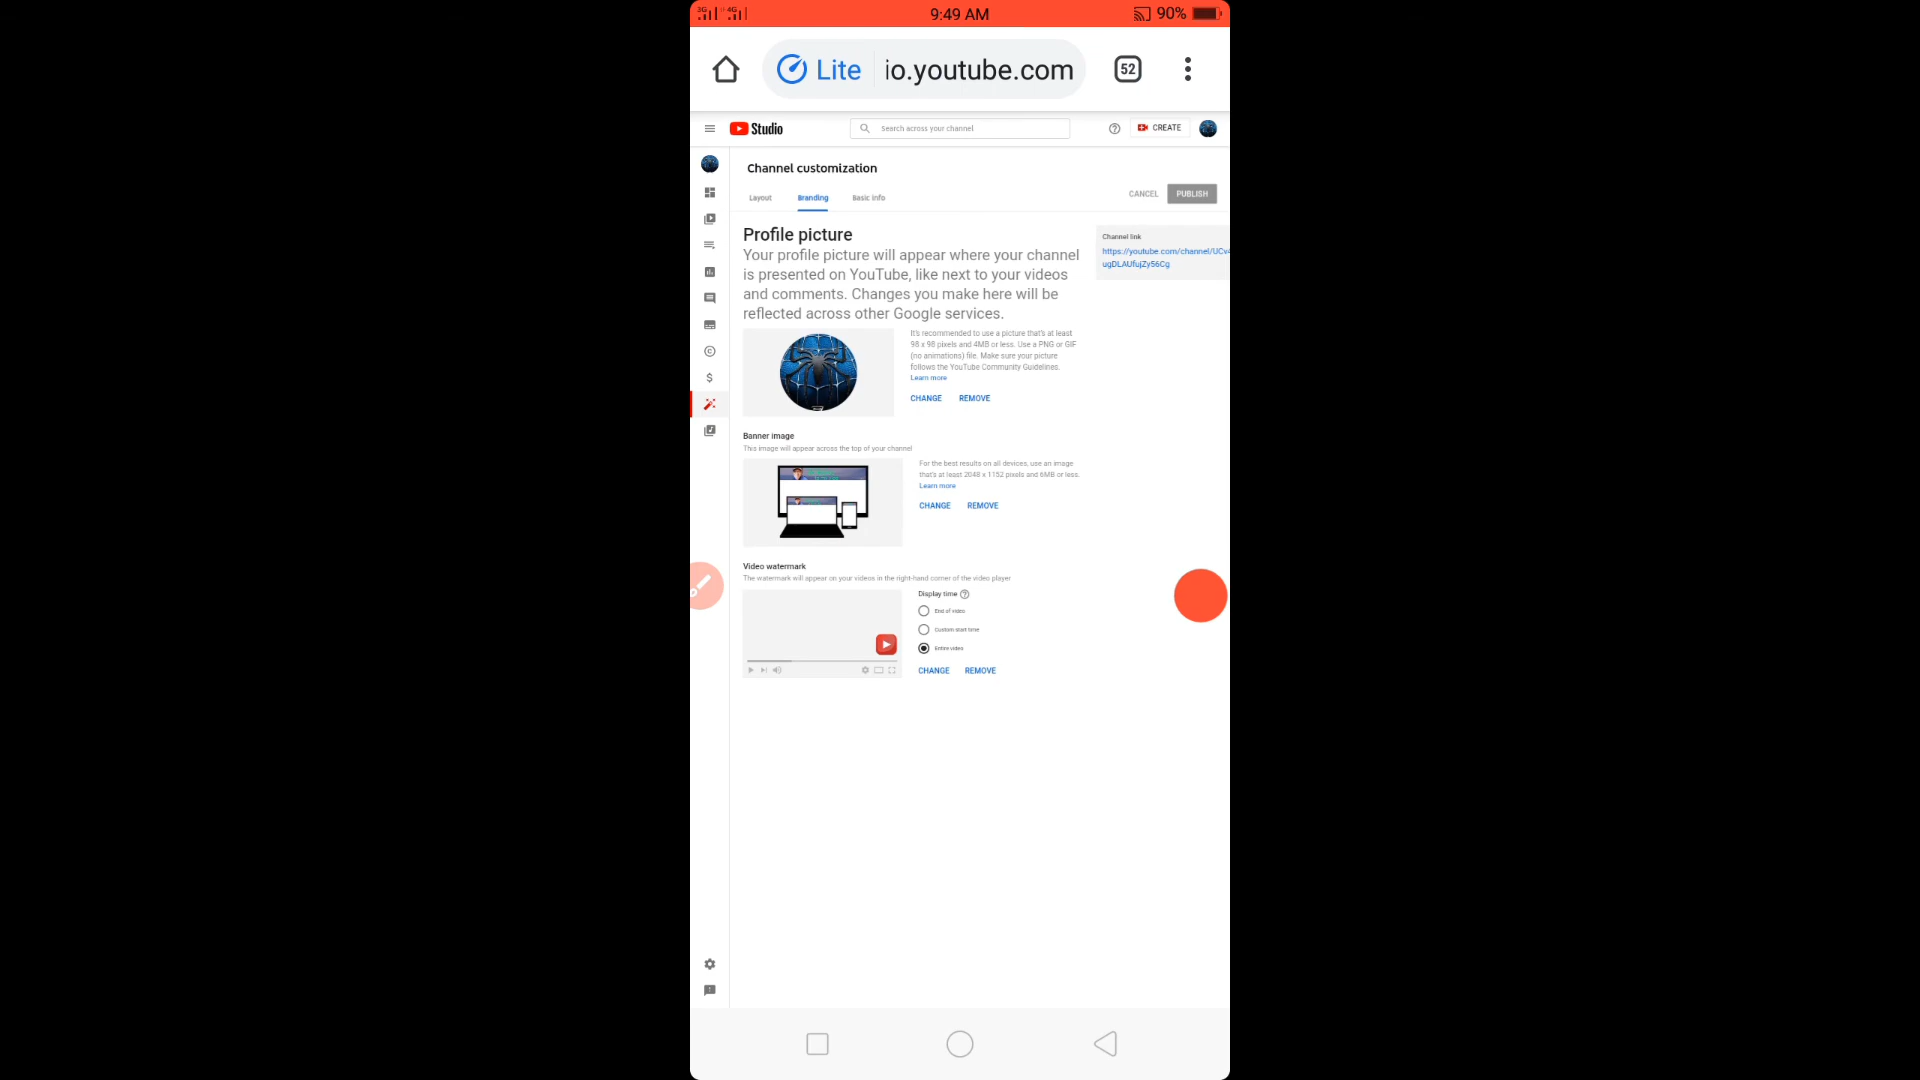 3G 4G 9:49 AM 90%
Lite io.youtube.com 52
Studio Search across your channel CREATE
Channel customization
Layout Branding Basic info CANCEL PUBLISH
Profile picture
Your profile picture will appear where your channel
is presented on YouTube, like next to your videos
and comments. Changes you make here will be
reflected across other Google services.
Channel link
https://youtube.com/channel/UCv
ugDLAUfujZy56Cg
It's recommended to use a picture that's at least
98 x 98 pixels and 4MB or less. Use a PNG or GIF
(no animations) file. Make sure your picture
follows the YouTube Community Guidelines.
Learn more
CHANGE REMOVE
Banner image
This image will appear across the top of your channel
For the best results on all devices, use an image
that's at least 2048 x 1152 pixels and 6MB or less.
Learn more
CHANGE REMOVE
Video watermark
The watermark will appear on your videos in the right-hand corner of the video player
Display time
End of video
Custom start time
Entire video
CHANGE REMOVE